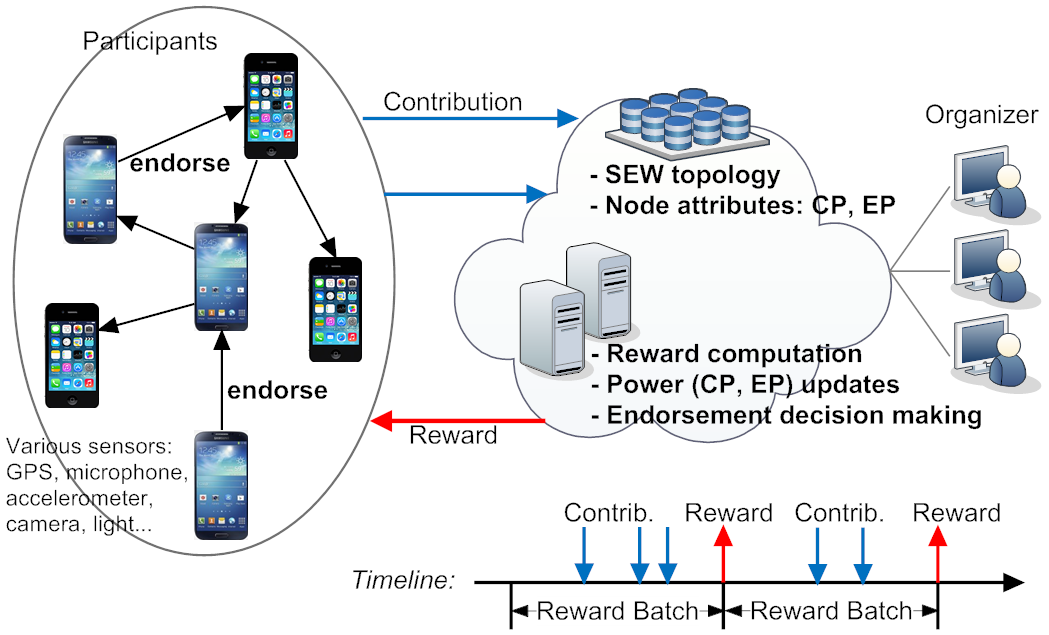 Participants
endorse
endorse
Various sensors:
GPS, microphone,
accelerometer,
camera, light...
Contribution
Reward
- SEW topology
- Node attributes: CP, EP
- Reward computation
- Power (CP, EP) updates
- Endorsement decision making
Organizer
Contrib.
Reward
Contrib.
Reward
Timeline:
Reward Batch
Reward Batch